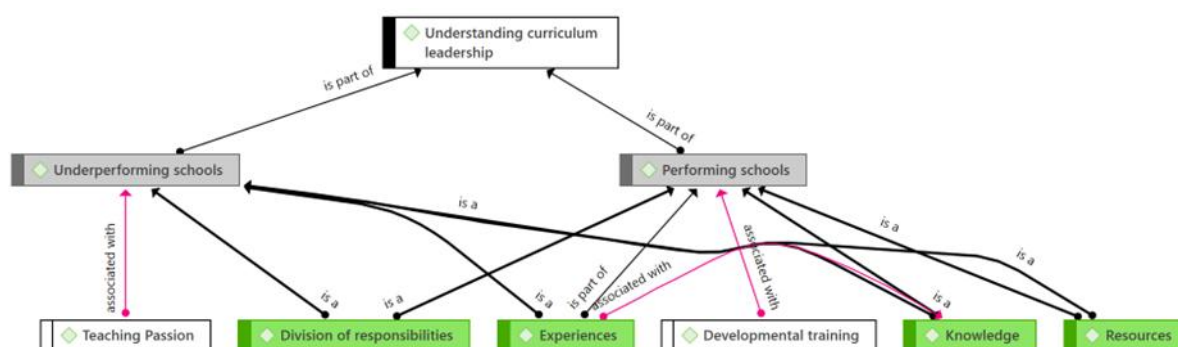 Understanding curriculum
leadership
is part of
is part of
Underperforming schools
Performing schools
is a
is a
associated with
associated with
is part of
associated with
is a
is a
is a
is a
is a
Teaching Passion
Division of responsibilities
Experiences
Developmental training
Knowledge
Resources